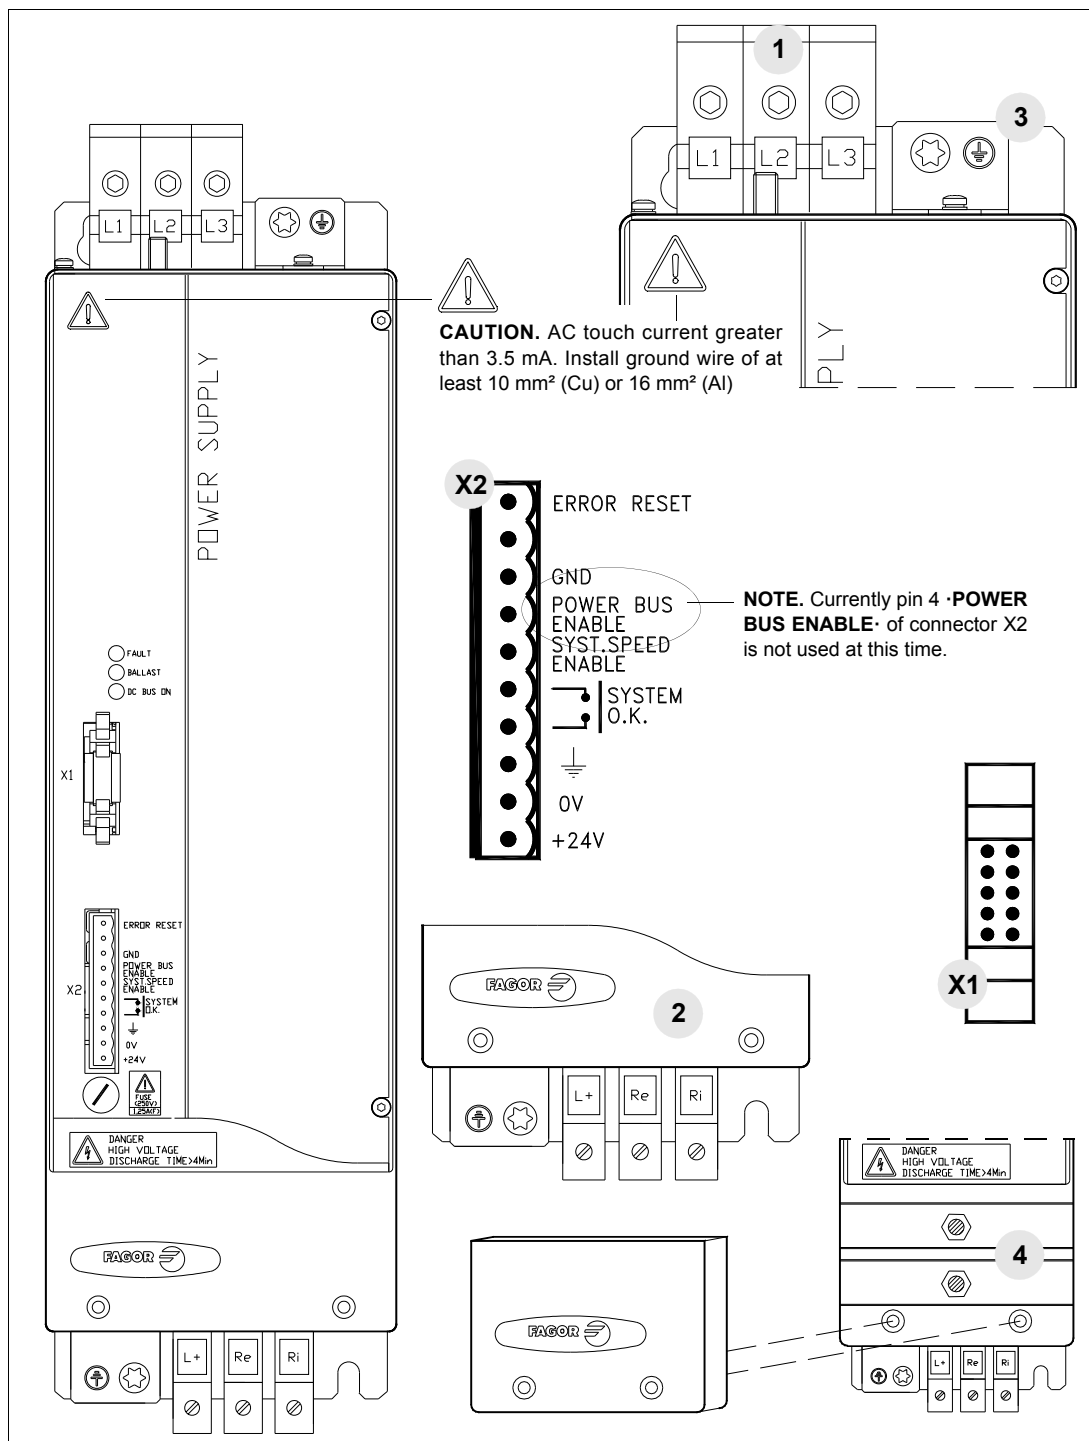 L1 L2 L3
POWER SUPPLY
FAULT
BALLAST
DC BUS ON
X1
X2
ERROR RESET
GND
POWER BUS
ENABLE
SYST.SPEED
ENABLE
SYSTEM
O.K.
0V
+24V
FUSE
(250V)
1.25A(F)
DANGER
HIGH VOLTAGE
DISCHARGE TIME>4Min
FAGOR
L+ Re Ri
1
3
L1 L2 L3
PLY
CAUTION. AC touch current greater
than 3.5 mA. Install ground wire of at
least 10 mm² (Cu) or 16 mm² (Al)
X2
ERROR RESET
GND
POWER BUS
ENABLE
SYST.SPEED
ENABLE
SYSTEM
O.K.
0V
+24V
NOTE. Currently pin 4 ·POWER
BUS ENABLE· of connector X2
is not used at this time.
X1
FAGOR
2
L+ Re Ri
FAGOR
DANGER
HIGH VOLTAGE
DISCHARGE TIME>4Min
4
L+ Re Ri